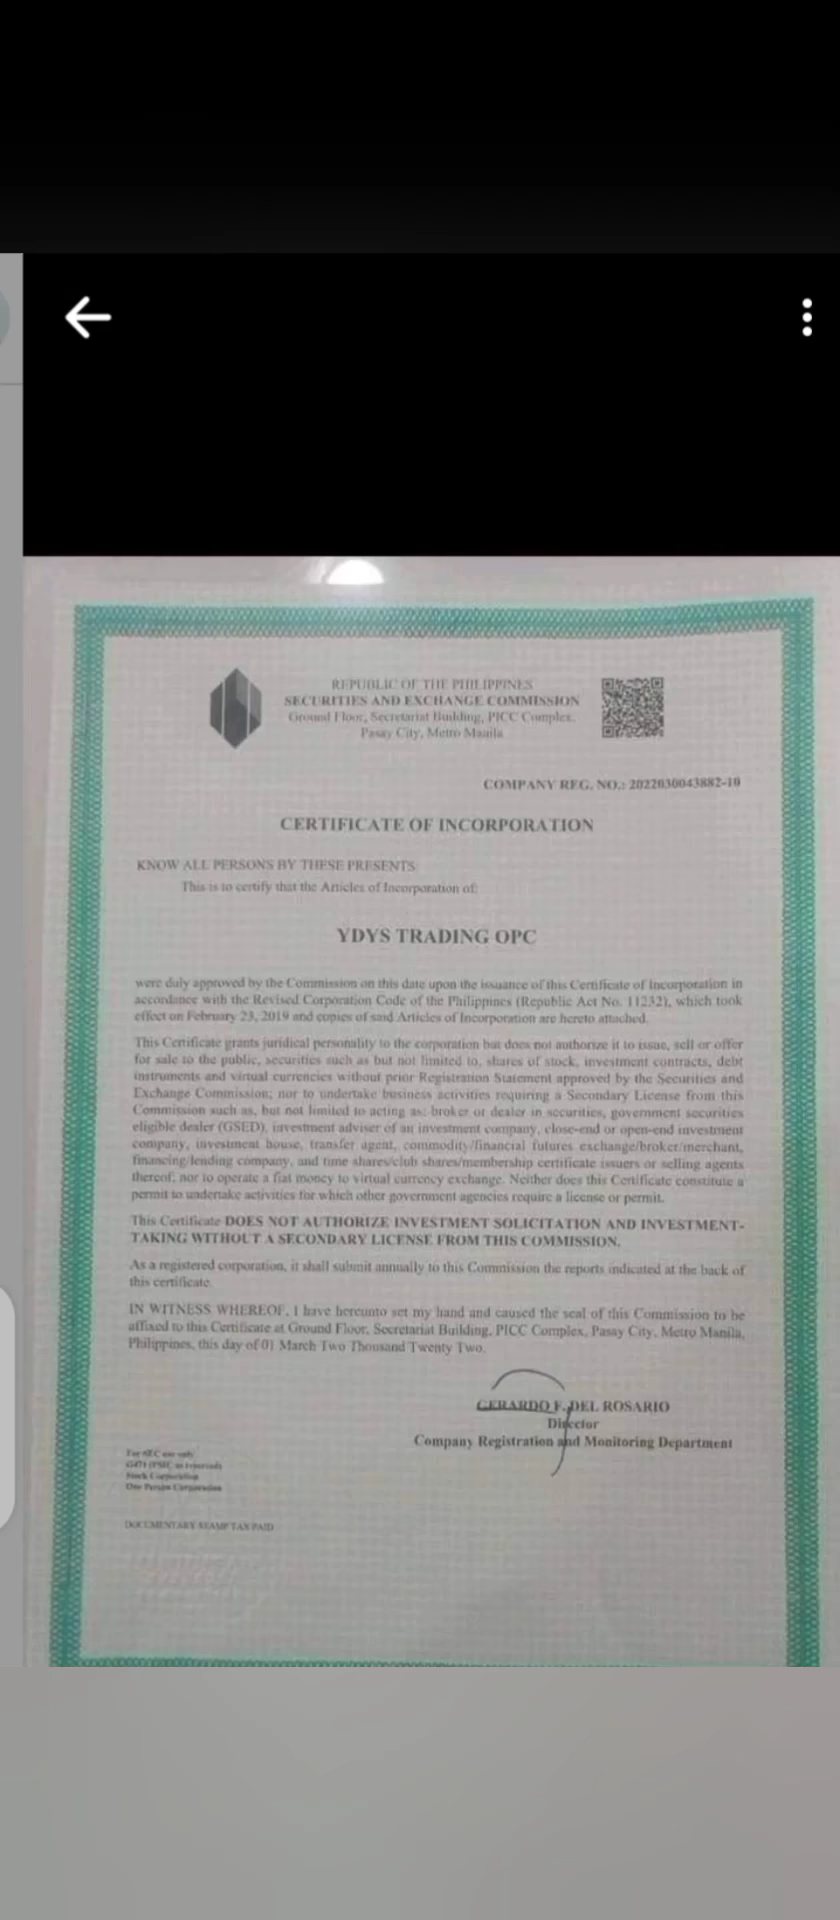 REPUBLIC OF THE PHILIPPINES
SECURITIES AND EXCHANGE COMMISSION
Ground Floor, Secretariat Building, PICC Complex,
Pasay City, Metro Manila
COMPANY REG. NO.: 2022030043882-10
CERTIFICATE OF INCORPORATION
KNOW ALL PERSONS BY THESE PRESENTS:
This is to certify that the Articles of Incorporation of:
YDYS TRADING OPC
were duly approved by the Commission on this date upon the issuance of this Certificate of Incorporation in
accordance with the Revised Corporation Code of the Philippines (Republic Act No. 11232), which took
effect on February 23, 2019 and copies of said Articles of Incorporation are hereto attached.
This Certificate grants juridical personality to the corporation but does not authorize it to issue, sell or offer
for sale to the public, securities such as but not limited to, shares of stock, investment contracts, debt
instruments and virtual currencies without prior Registration Statement approved by the Securities and
Exchange Commission; nor to undertake business activities requiring a Secondary License from this
Commission such as, but not limited to acting as: broker or dealer in securities, government securities
eligible dealer (GSED), investment adviser of an investment company, close-end or open-end investment
company, investment house, transfer agent, commodity/financial futures exchange/broker/merchant,
financing/lending company, and time shares/club shares/membership certificate issuers or selling agents
thereof; nor to operate a fiat money to virtual currency exchange. Neither does this Certificate constitute a
permit to undertake activities for which other government agencies require a license or permit.
This Certificate DOES NOT AUTHORIZE INVESTMENT SOLICITATION AND INVESTMENT-
TAKING WITHOUT A SECONDARY LICENSE FROM THIS COMMISSION.
As a registered corporation, it shall submit annually to this Commission the reports indicated at the back of
this certificate.
IN WITNESS WHEREOF, I have hereunto set my hand and caused the seal of this Commission to be
affixed to this Certificate at Ground Floor, Secretariat Building, PICC Complex, Pasay City, Metro Manila,
Philippines, this day of 01 March Two Thousand Twenty Two.
GERARDO F. DEL ROSARIO
Director
Company Registration and Monitoring Department
For SEC use only
Stock Corporation
One Person Corporation
DOCUMENTARY STAMP TAX PAID